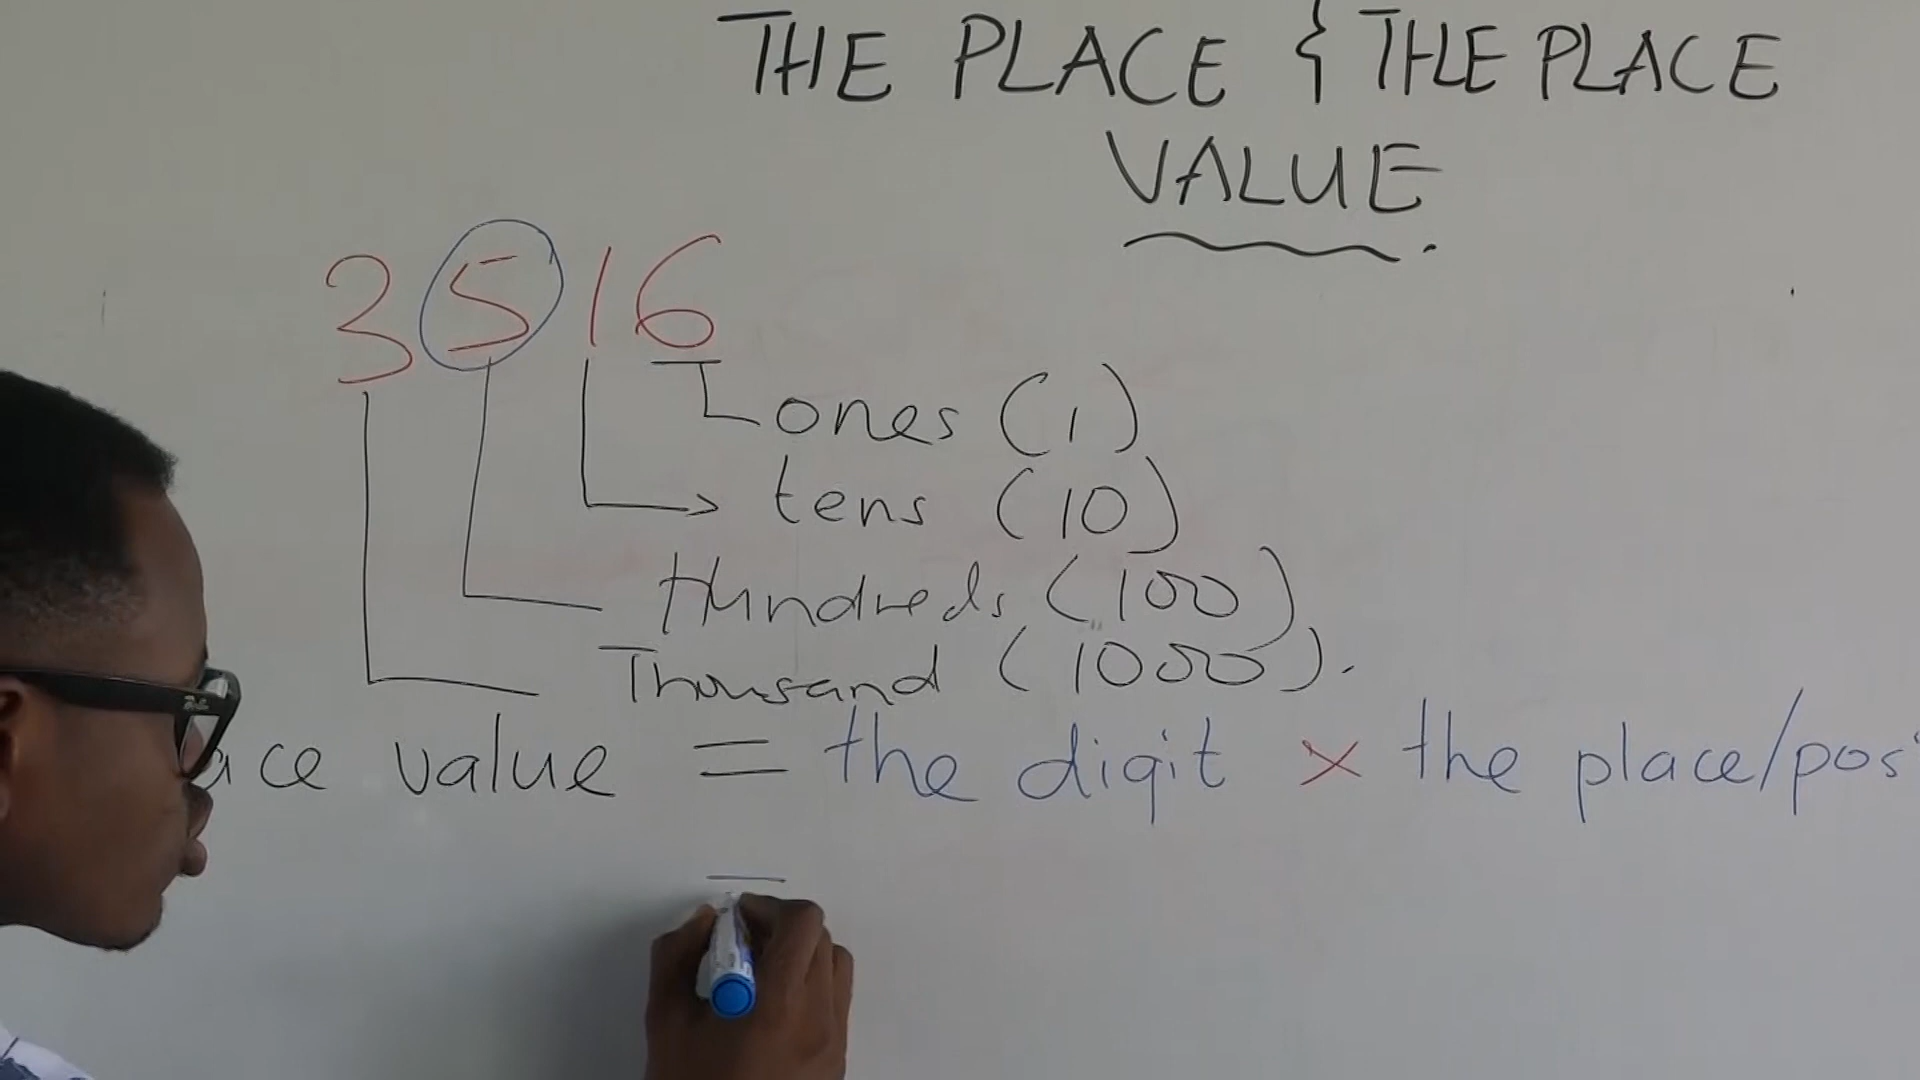 THE PLACE & THE PLACE
VALUE.
3516
ones (1)
tens (10)
Hundreds (100)
Thousand (1000).
ace value = the digit × the place/pos